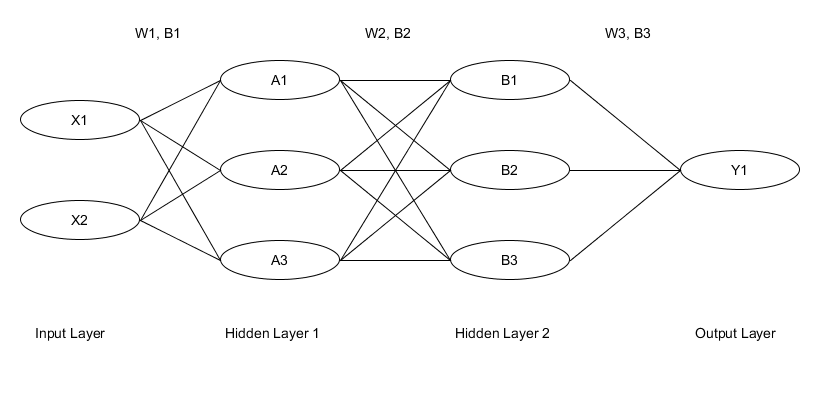 W1, B1
W2, B2
W3, B3
X1
X2
A1
A2
A3
B1
B2
B3
Y1
Input Layer
Hidden Layer 1
Hidden Layer 2
Output Layer